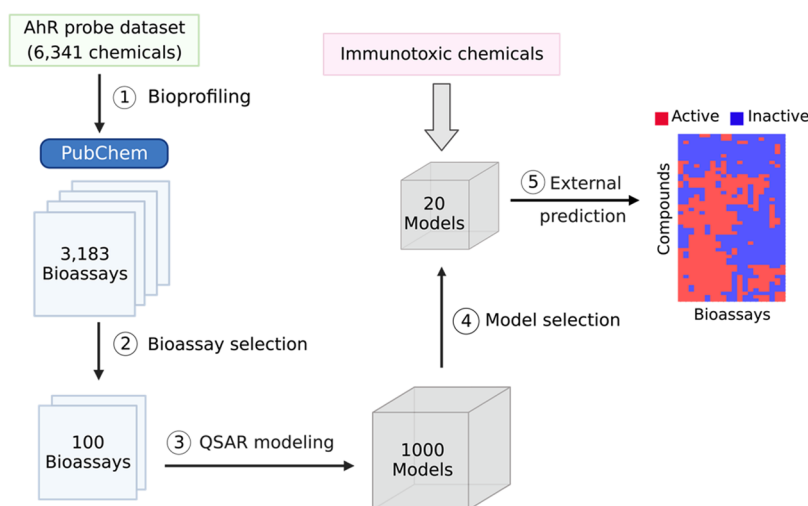 AhR probe dataset
(6,341 chemicals)
1 Bioprofiling
PubChem
3,183
Bioassays
2 Bioassay selection
100
Bioassays
3 QSAR modeling
1000
Models
4 Model selection
Immunotoxic chemicals
20
Models
5 External
prediction
Active Inactive
Compounds
Bioassays